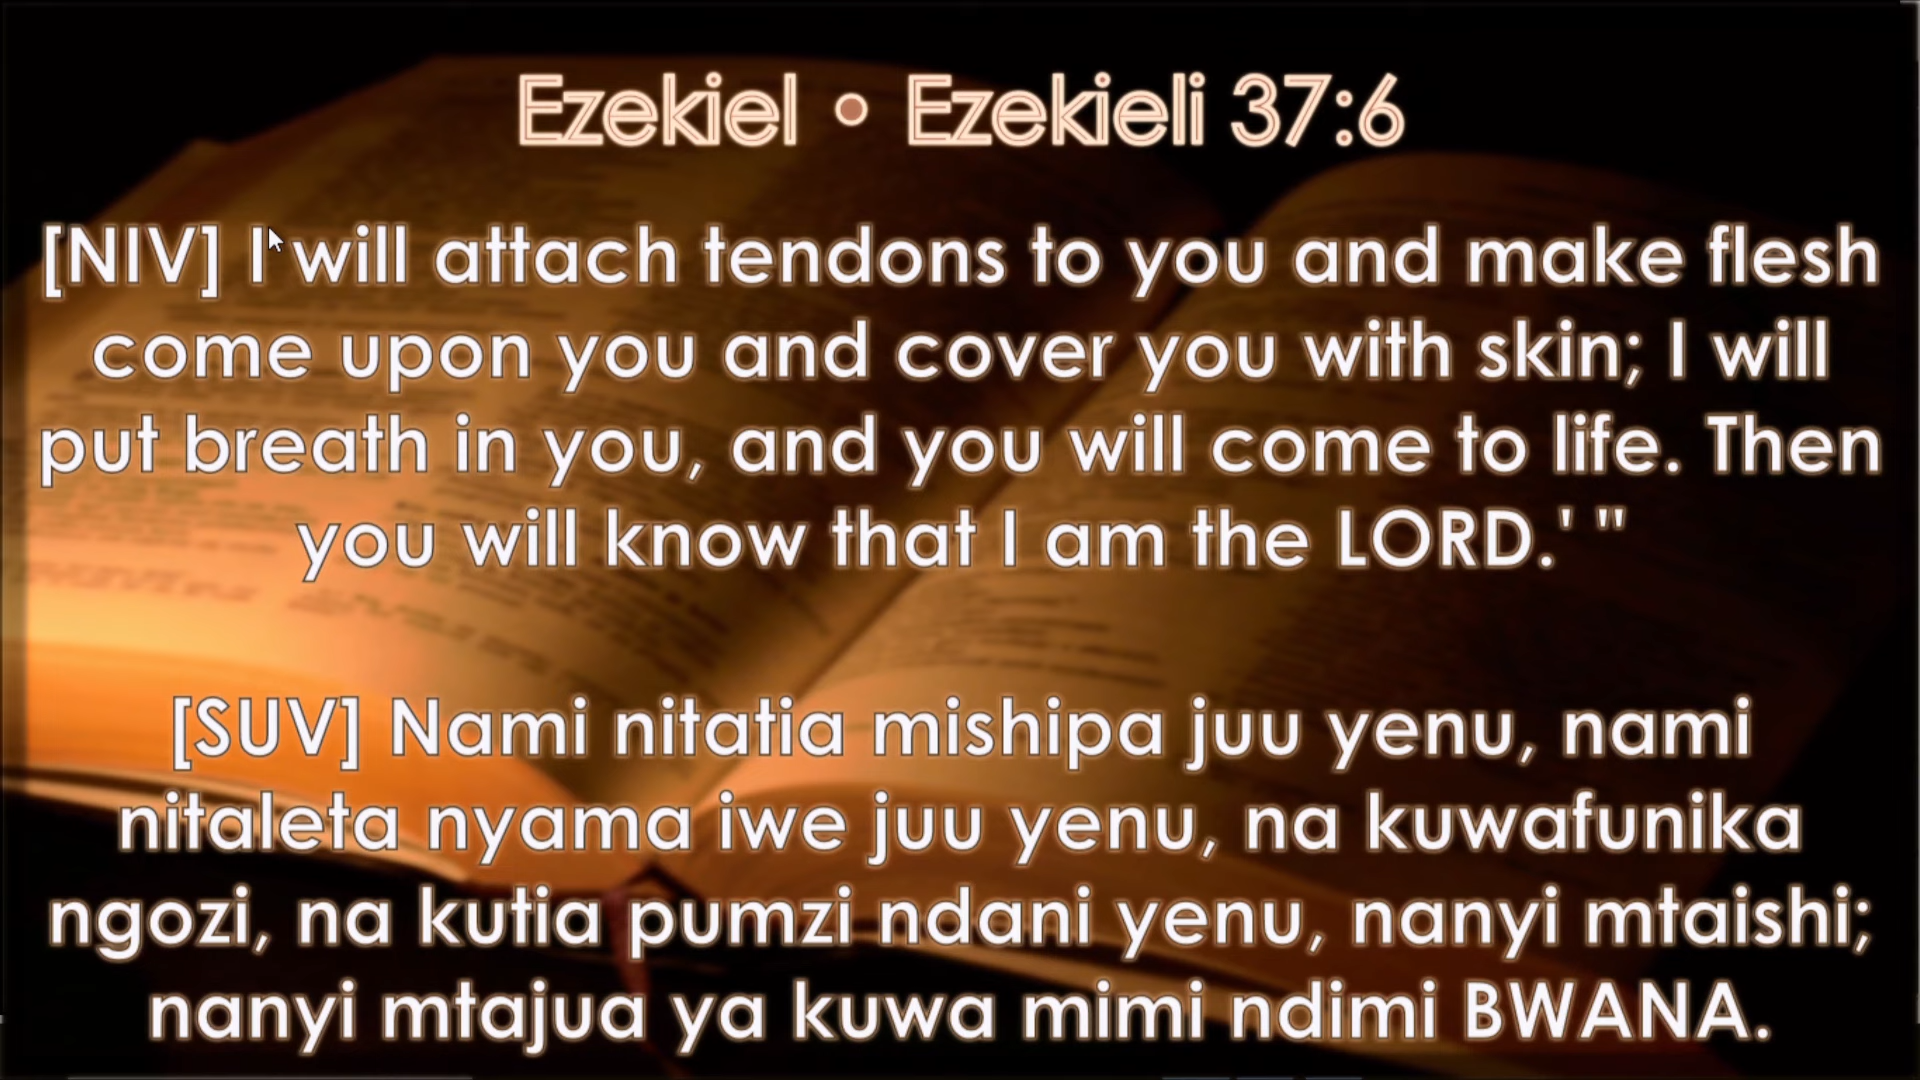 Ezekiel • Ezekieli 37:6
[NIV] I will attach tendons to you and make flesh
come upon you and cover you with skin; I will
put breath in you, and you will come to life. Then
you will know that I am the LORD.' "
[SUV] Nami nitatia mishipa juu yenu, nami
nitaleta nyama iwe juu yenu, na kuwafunika
ngozi, na kutia pumzi ndani yenu, nanyi mtaishi;
nanyi mtajua ya kuwa mimi ndimi BWANA.